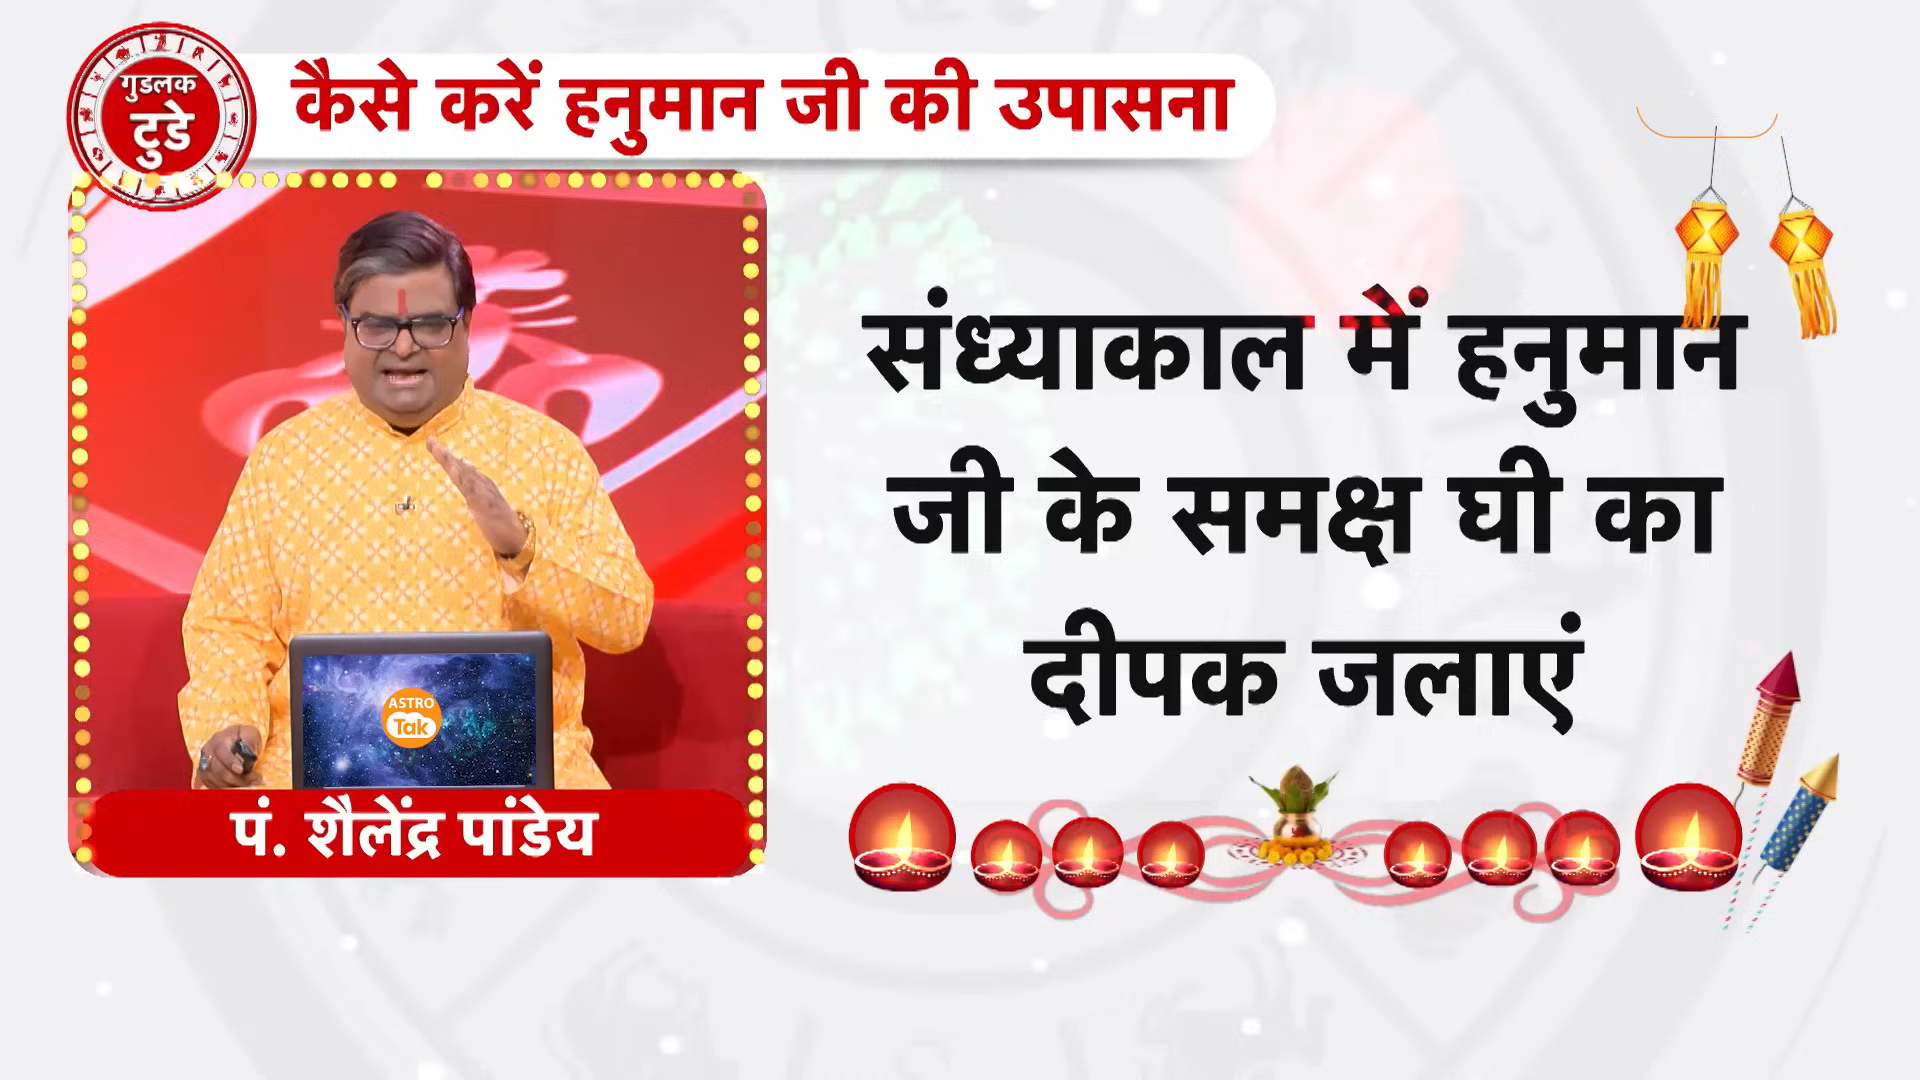 गुडलक
टुडे
कैसे करें हनुमान जी की उपासना
संध्याकाल में हनुमान
जी के समक्ष घी का
दीपक जलाएं
ASTRO
Tak
पं. शैलेंद्र पांडेय